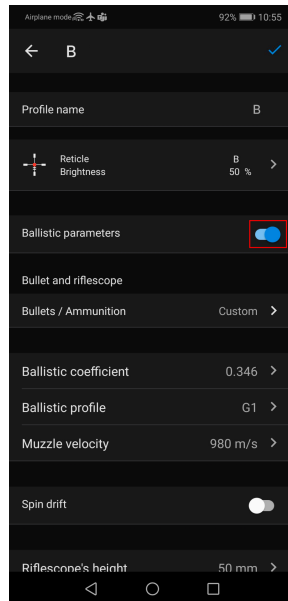 Airplane mode 92% 10:55
B
Profile name B
Reticle B
Brightness 50 %
Ballistic parameters
Bullet and riflescope
Bullets / Ammunition Custom
Ballistic coefficient 0.346
Ballistic profile G1
Muzzle velocity 980 m/s
Spin drift
Riflescope's height 50 mm